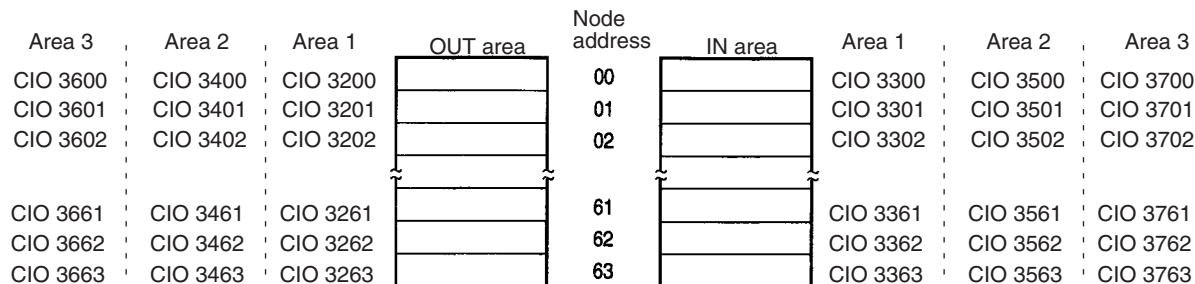 Node
Area 3 Area 2 Area 1 OUT area address IN area Area 1 Area 2 Area 3
CIO 3600 CIO 3400 CIO 3200 00 CIO 3300 CIO 3500 CIO 3700
CIO 3601 CIO 3401 CIO 3201 01 CIO 3301 CIO 3501 CIO 3701
CIO 3602 CIO 3402 CIO 3202 02 CIO 3302 CIO 3502 CIO 3702
CIO 3661 CIO 3461 CIO 3261 61 CIO 3361 CIO 3561 CIO 3761
CIO 3662 CIO 3462 CIO 3262 62 CIO 3362 CIO 3562 CIO 3762
CIO 3663 CIO 3463 CIO 3263 63 CIO 3363 CIO 3563 CIO 3763